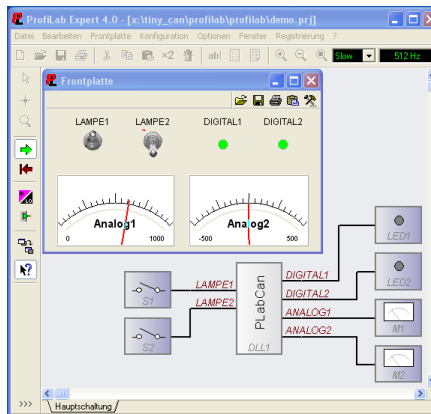 ProfiLab Expert 4.0 - [x:\tiny_can\profilab\profilab\demo.prj]
Datei Bearbeiten Frontplatte Konfiguration Optionen Fenster Registrierung ?
×2 ab| Slow 512 Hz
Frontplatte
LAMPE1 LAMPE2 DIGITAL1 DIGITAL2
Analog1 Analog2
0 1000 -500 500
LED1
DIGITAL1
LAMPE1
S1
DIGITAL2
LED2
LAMPE2
PLabCan
ANALOG1
M1
ANALOG2
S2
DLL1
M2
>>> Hauptschaltung